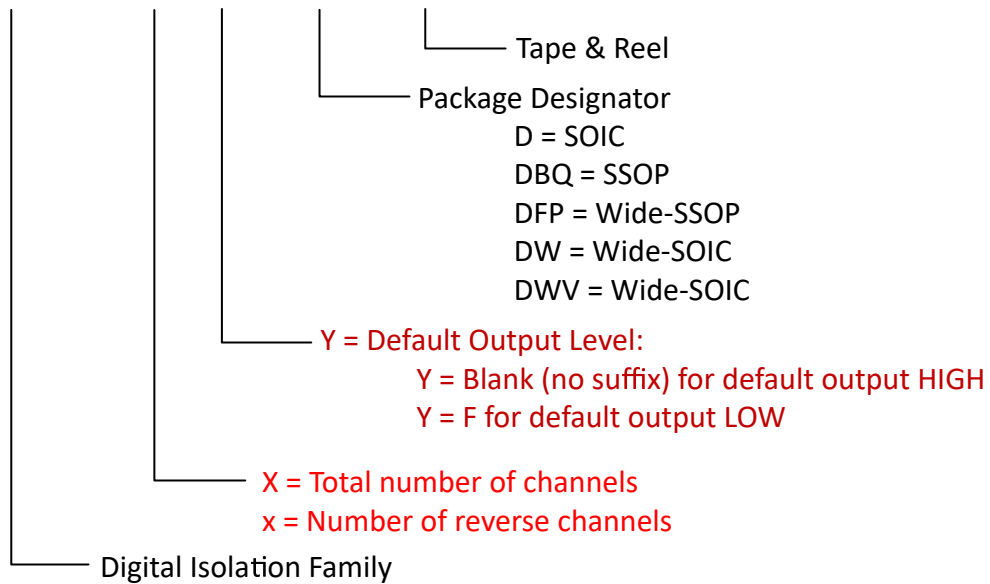 Tape & Reel
Package Designator
D = SOIC
DBQ = SSOP
DFP = Wide-SSOP
DW = Wide-SOIC
DWV = Wide-SOIC
Y = Default Output Level:
Y = Blank (no suffix) for default output HIGH
Y = F for default output LOW
X = Total number of channels
x = Number of reverse channels
Digital Isolation Family